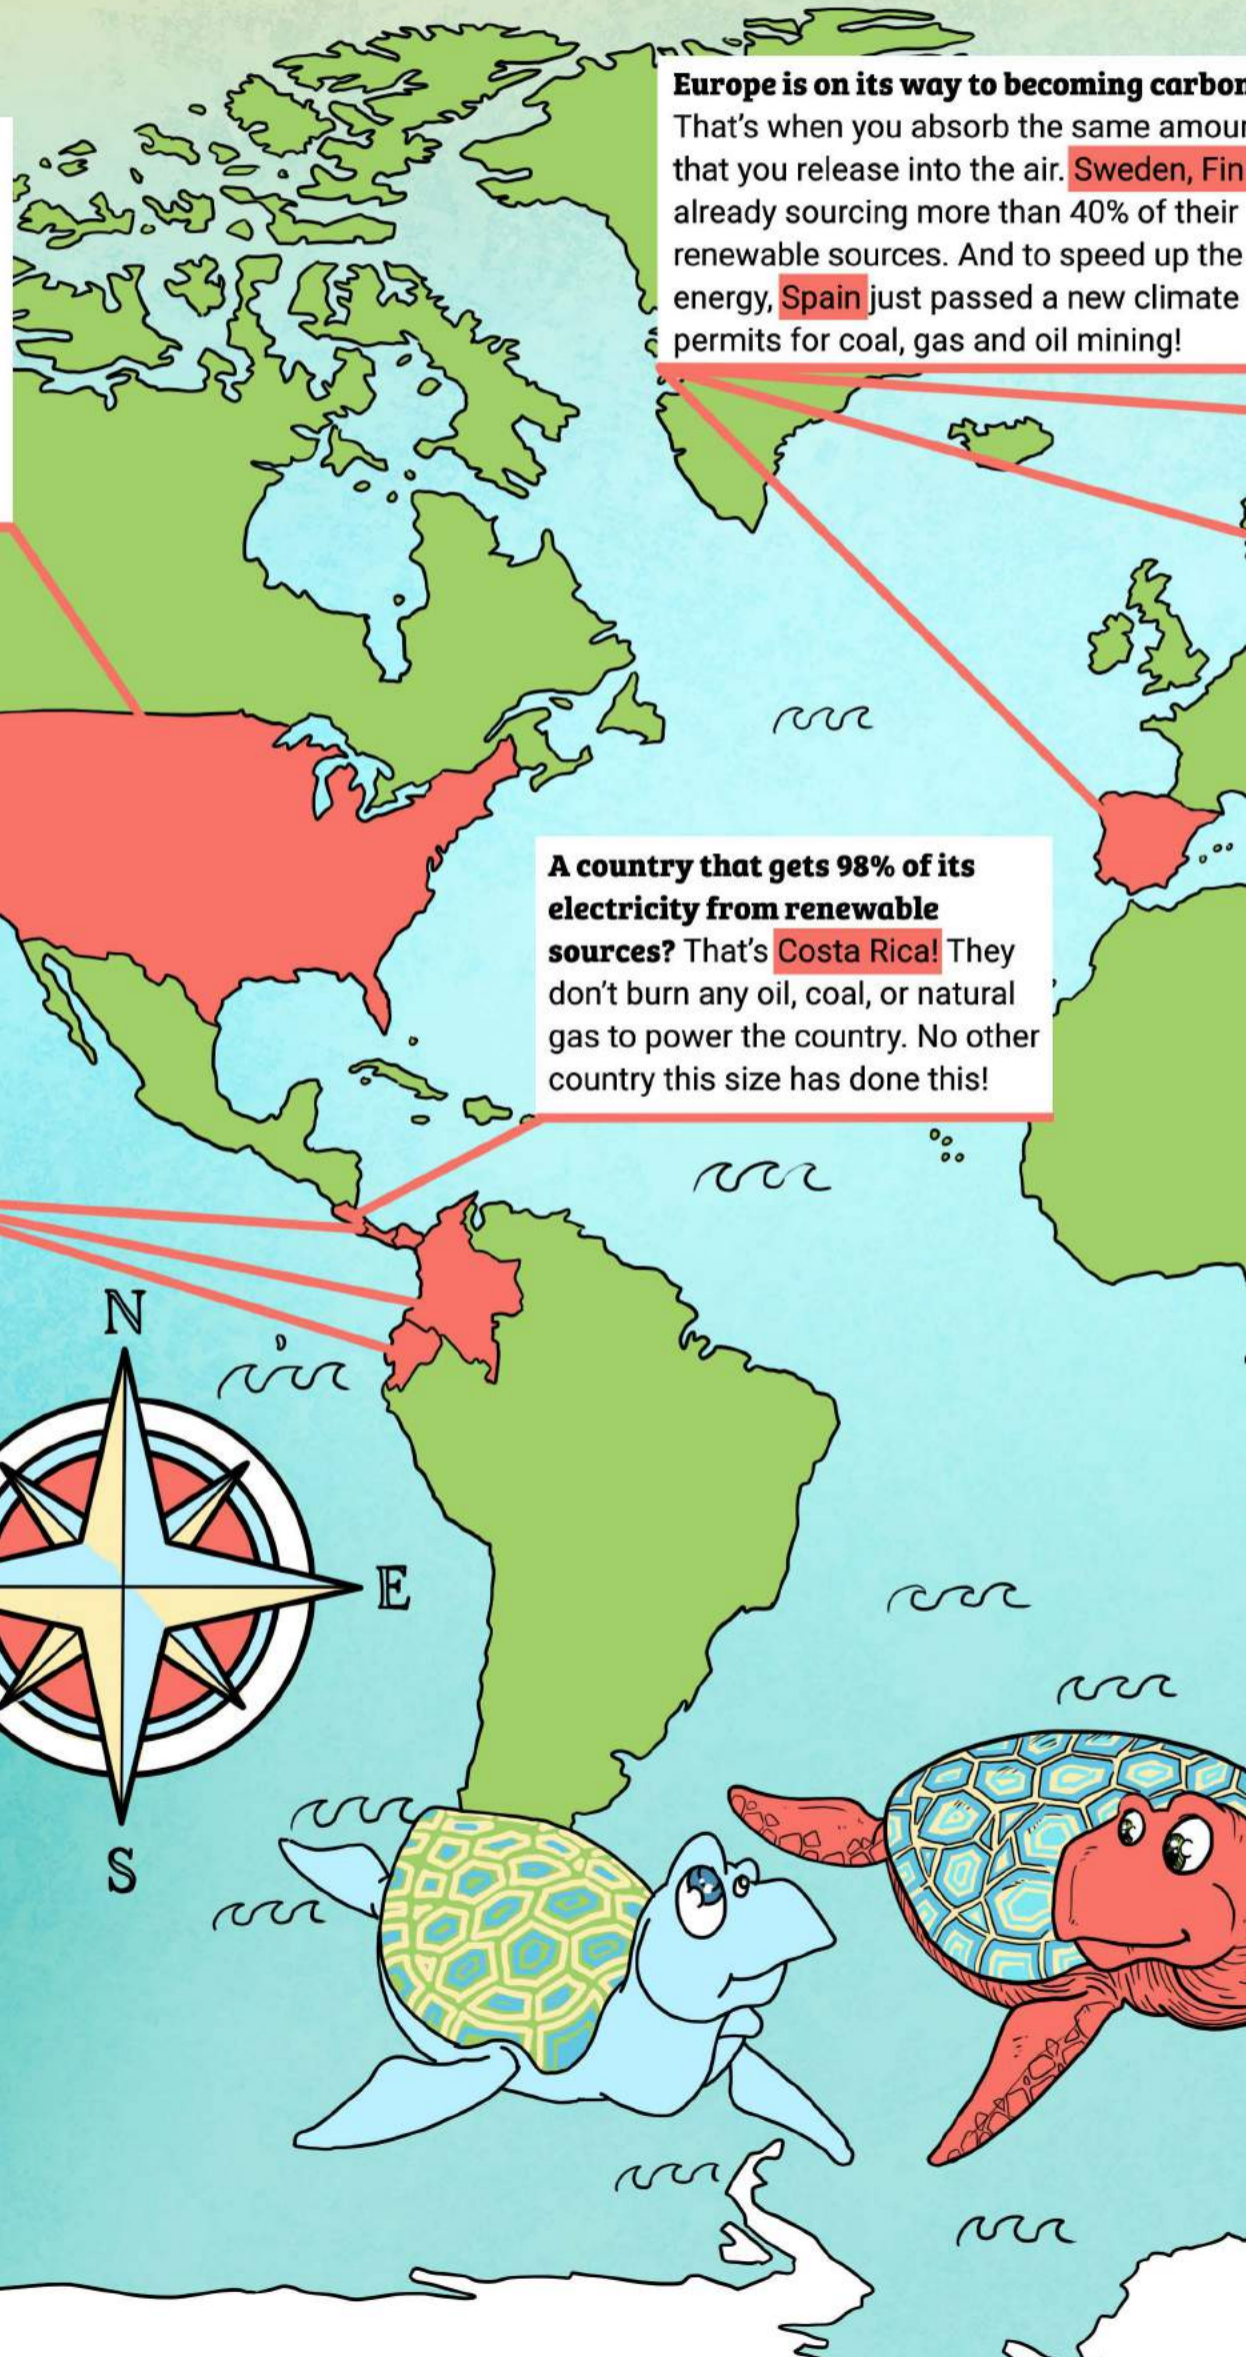 Europe is on its way to becoming carbon
That's when you absorb the same amoun
that you release into the air. Sweden, Fin
already sourcing more than 40% of their
renewable sources. And to speed up the
energy, Spain just passed a new climate
permits for coal, gas and oil mining!
A country that gets 98% of its
electricity from renewable
sources? That's Costa Rica! They
don't burn any oil, coal, or natural
gas to power the country. No other
country this size has done this!
N
E
S